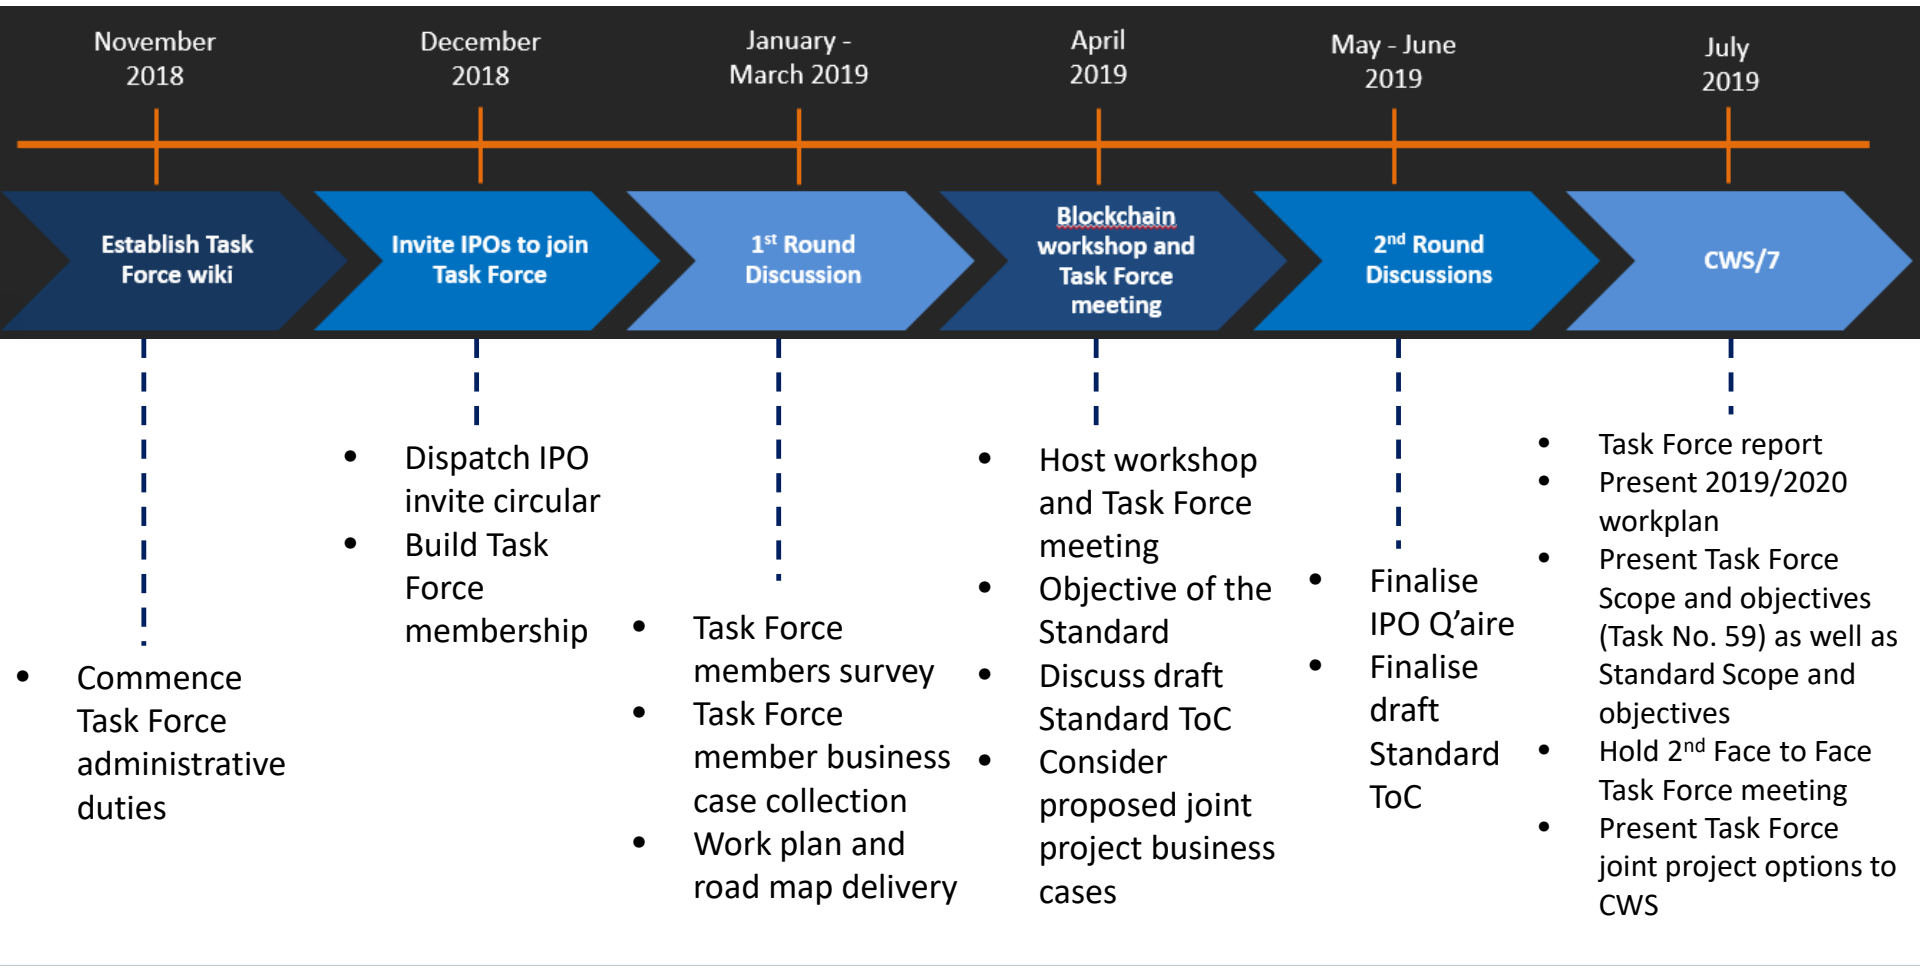 November
2018
December
2018
January -
March 2019
April
2019
May - June
2019
July
2019
Establish Task
Force wiki
Invite IPOs to join
Task Force
1st Round
Discussion
Blockchain
workshop and
Task Force
meeting
2nd Round
Discussions
CWS/7
• Commence
Task Force
administrative
duties
• Dispatch IPO
invite circular
• Build Task
Force
membership
• Task Force
members survey
• Task Force
member business
case collection
• Work plan and
road map delivery
• Host workshop
and Task Force
meeting
• Objective of the
Standard
• Discuss draft
Standard ToC
• Consider
proposed joint
project business
cases
• Finalise
IPO Q’aire
• Finalise
draft
Standard
ToC
• Task Force report
• Present 2019/2020
workplan
• Present Task Force
Scope and objectives
(Task No. 59) as well as
Standard Scope and
objectives
• Hold 2nd Face to Face
Task Force meeting
• Present Task Force
joint project options to
CWS